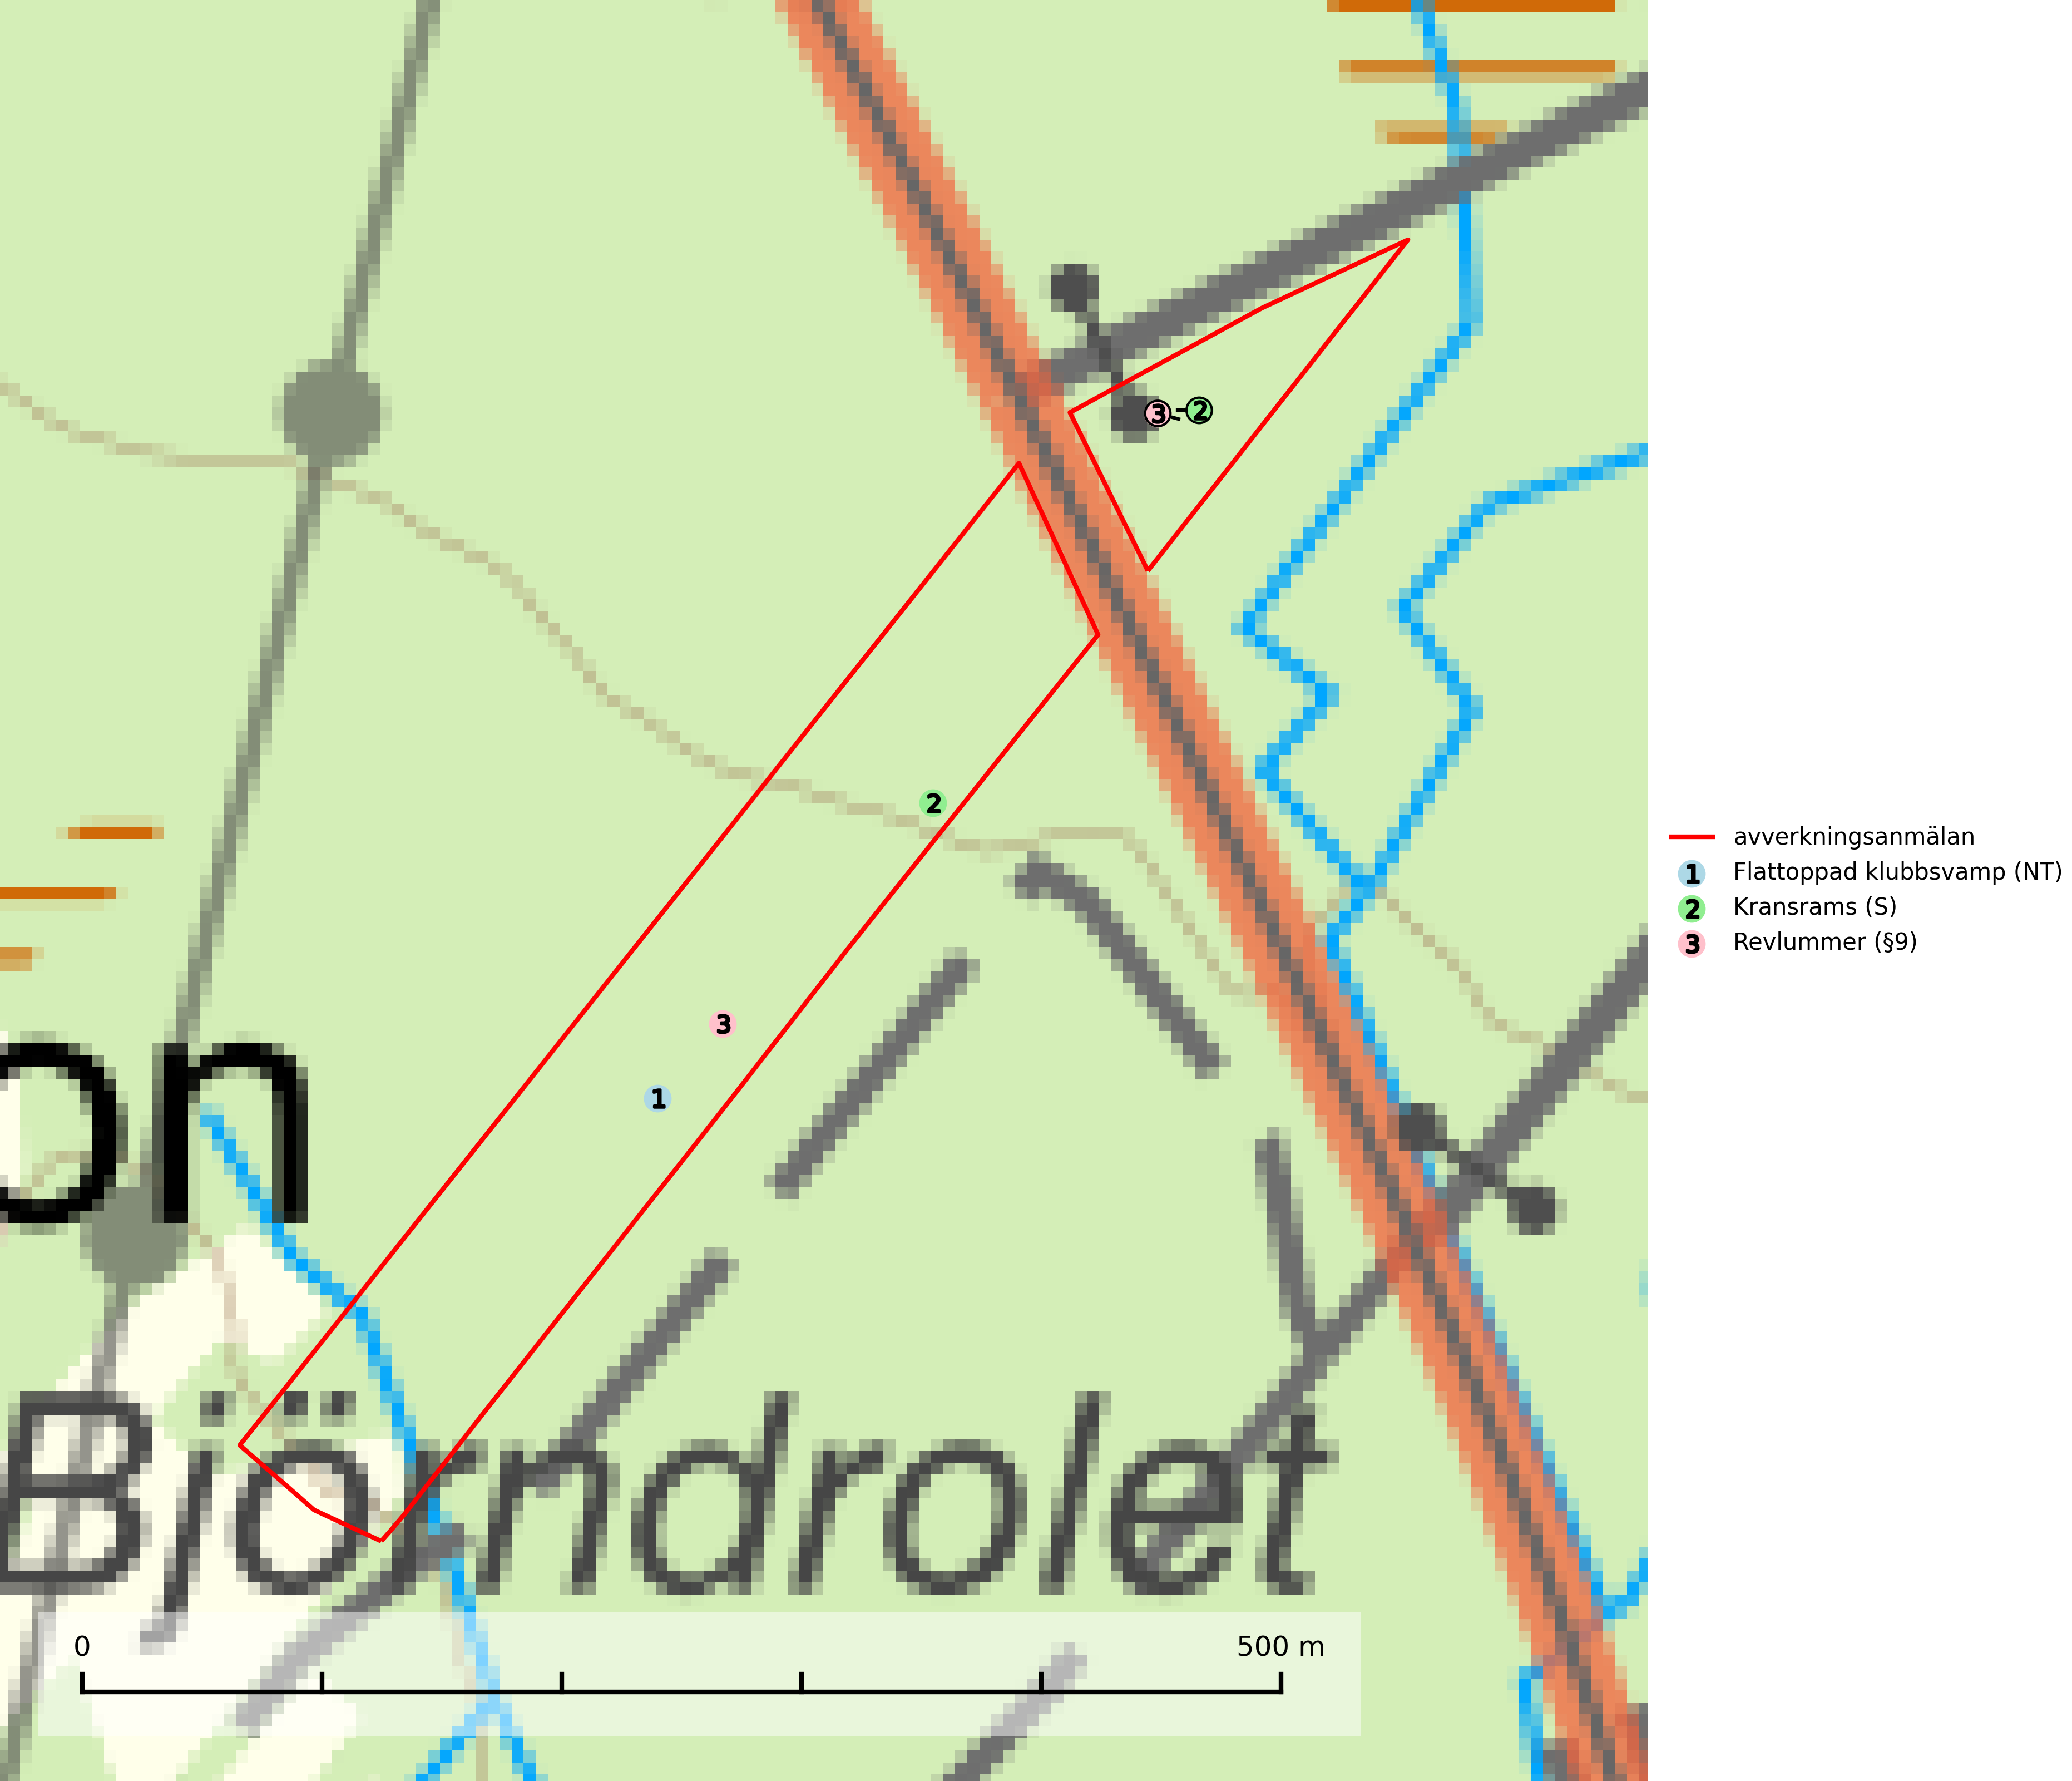 3 2
2
3
1
on
Björndrolet
0 500 m
avverkningsanmälan
1 Flattoppad klubbsvamp (NT)
2 Kransrams (S)
3 Revlummer (§9)